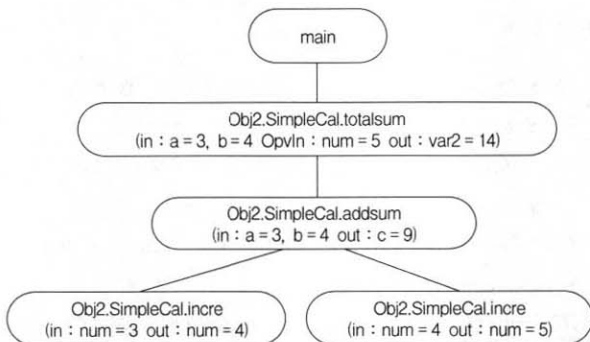 main
Obj2.SimpleCal.totalsum
(in : a = 3, b = 4 OpvIn : num = 5 out : var2 = 14)
Obj2.SimpleCal.addsum
(in : a = 3, b = 4 out : c = 9)
Obj2.SimpleCal.incre
(in : num = 3 out : num = 4)
Obj2.SimpleCal.incre
(in : num = 4 out : num = 5)